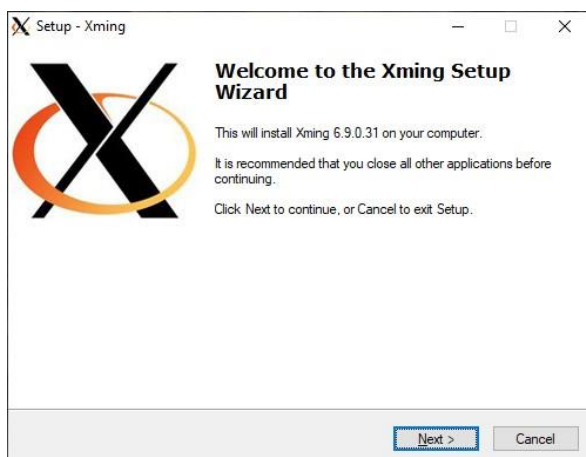 Setup - Xming
Welcome to the Xming Setup
Wizard
This will install Xming 6.9.0.31 on your computer.
It is recommended that you close all other applications before
continuing.
Click Next to continue, or Cancel to exit Setup.
Next >
Cancel